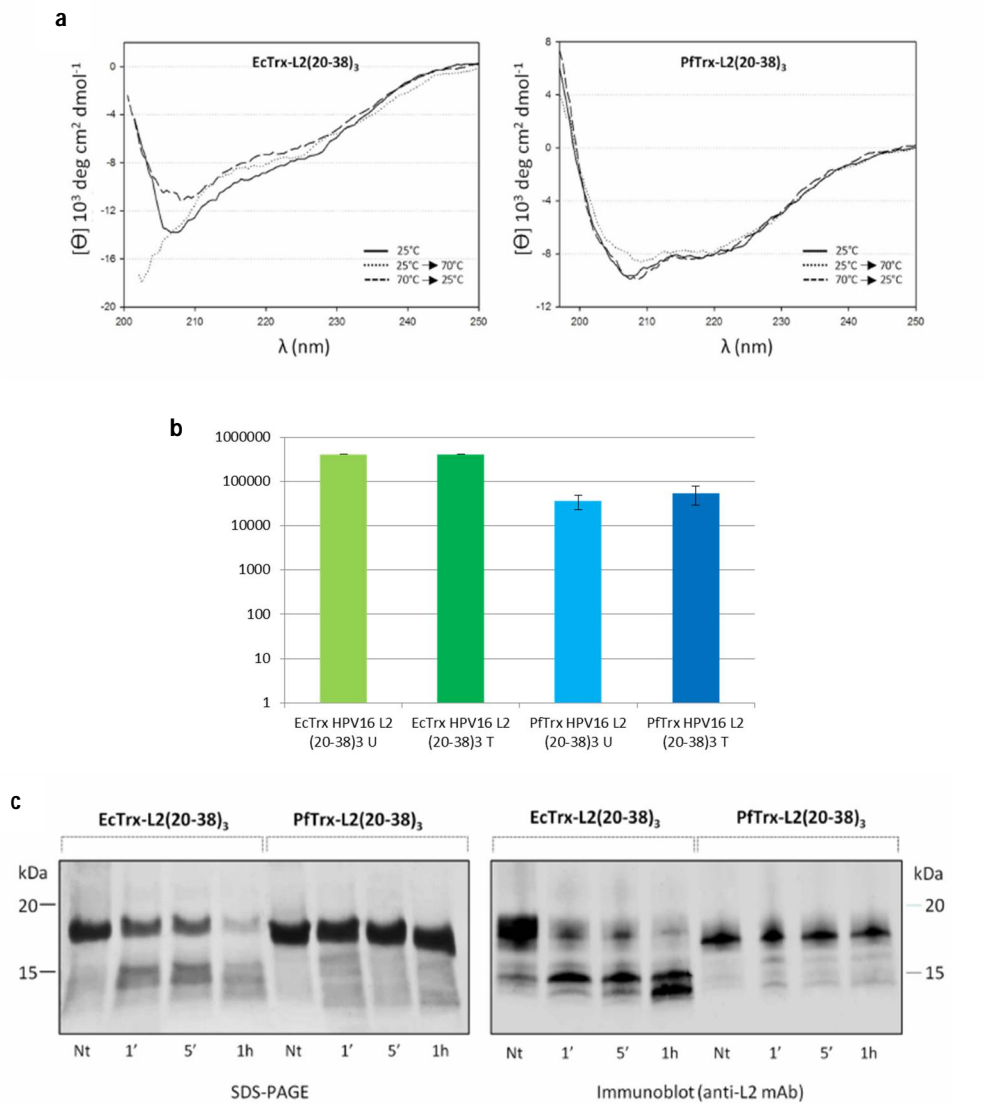 a
EcTrx-L2(20-38)₃
PfTrx-L2(20-38)₃
[Θ] 10³ deg cm² dmol⁻¹
0
-4
-8
-12
-16
-20
25°C
25°C ▶ 70°C
70°C ▶ 25°C
200 210 220 230 240 250
λ (nm)
[Θ] 10³ deg cm² dmol⁻¹
8
4
0
-4
-8
-12
25°C
25°C ▶ 70°C
70°C ▶ 25°C
200 210 220 230 240 250
λ (nm)
b
1000000
100000
10000
1000
100
10
1
EcTrx HPV16 L2
(20-38)3 U
EcTrx HPV16 L2
(20-38)3 T
PfTrx HPV16 L2
(20-38)3 U
PfTrx HPV16 L2
(20-38)3 T
c
EcTrx-L2(20-38)₃ PfTrx-L2(20-38)₃
kDa
20
15
Nt 1′ 5′ 1h Nt 1′ 5′ 1h
SDS-PAGE
EcTrx-L2(20-38)₃ PfTrx-L2(20-38)₃
kDa
20
15
Nt 1′ 5′ 1h Nt 1′ 5′ 1h
Immunoblot (anti-L2 mAb)